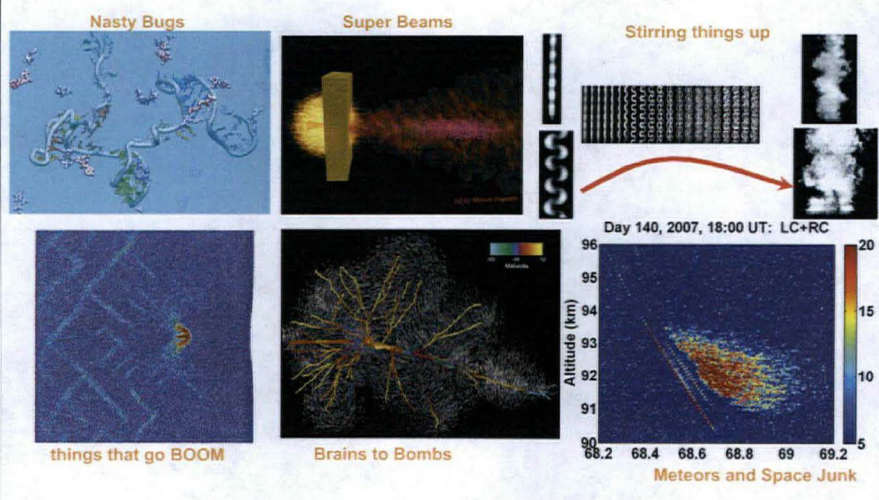 Nasty Bugs
Super Beams
Stirring things up
Day 140, 2007, 18:00 UT: LC+RC
Altitude (km)
96
95
94
93
92
91
90
68.2 68.4 68.6 68.8 69 69.2
20
15
10
5
Millivolts
things that go BOOM
Brains to Bombs
Meteors and Space Junk